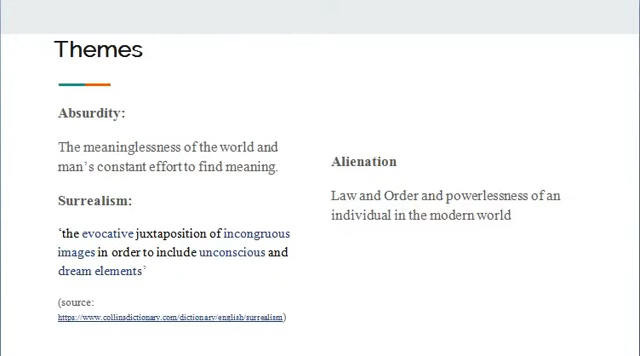 Themes
Absurdity:
The meaninglessness of the world and
man's constant effort to find meaning.
Surrealism:
‘the evocative juxtaposition of incongruous
images in order to include unconscious and
dream elements’
(source:
https://www.collinsdictionary.com/dictionary/english/surrealism)
Alienation
Law and Order and powerlessness of an
individual in the modern world